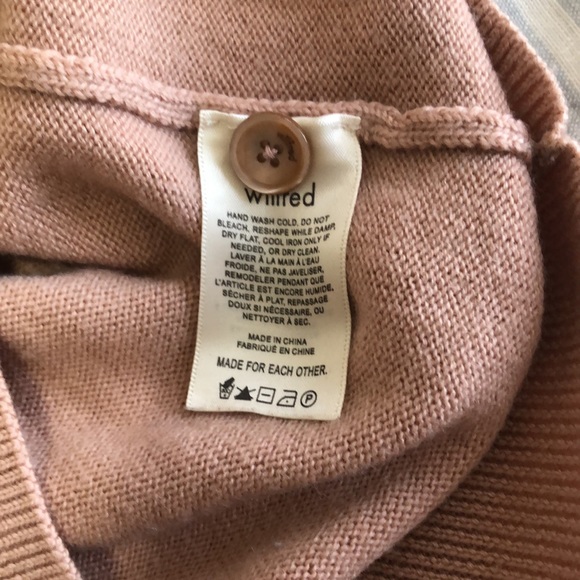 wilfred
HAND WASH COLD, DO NOT
BLEACH, RESHAPE WHILE DAMP,
DRY FLAT, COOL IRON ONLY IF
NEEDED, OR DRY CLEAN.
LAVER À LA MAIN À L'EAU
FROIDE, NE PAS JAVELISER,
REMODELER PENDANT QUE
L'ARTICLE EST ENCORE HUMIDE,
SÉCHER À PLAT, REPASSAGE
DOUX SI NÉCESSAIRE, OU
NETTOYER À SEC.
MADE IN CHINA
FABRIQUÉ EN CHINE
MADE FOR EACH OTHER.
P